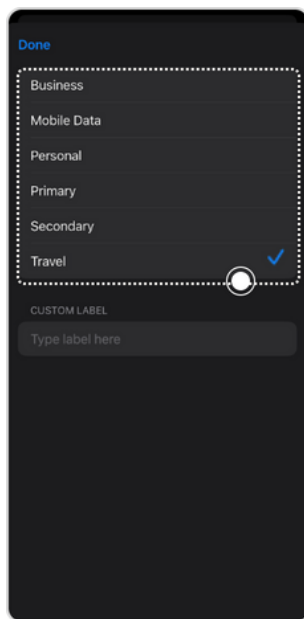 Done
Business
Mobile Data
Personal
Primary
Secondary
Travel
CUSTOM LABEL
Type label here